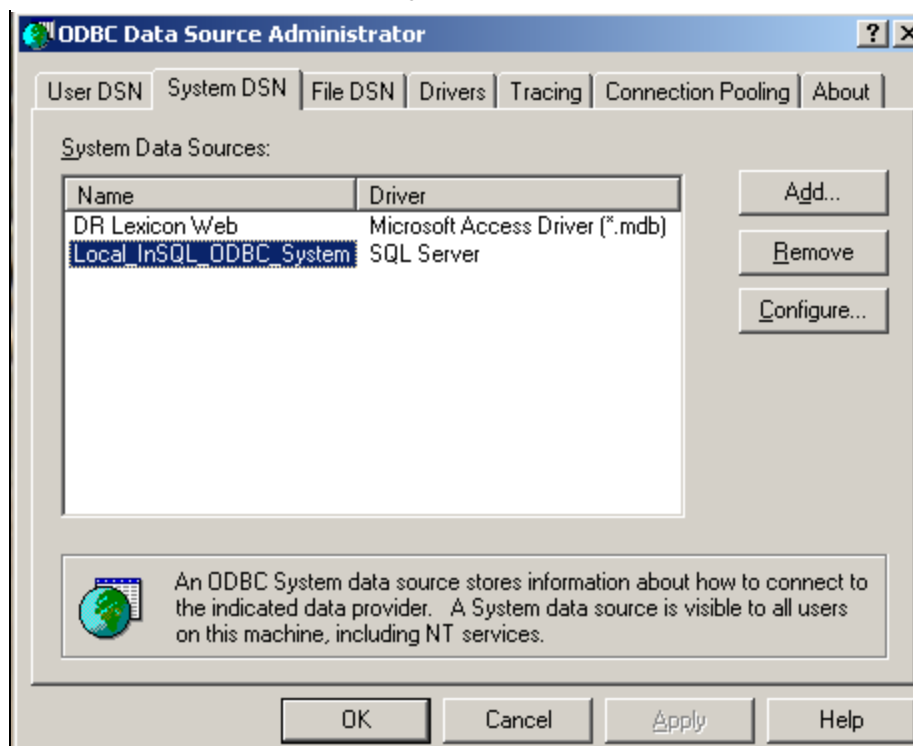 ODBC Data Source Administrator
User DSN System DSN File DSN Drivers Tracing Connection Pooling About
System Data Sources:
Name Driver
DR Lexicon Web Microsoft Access Driver (*.mdb)
Local_InSQL_ODBC_System SQL Server
Add...
Remove
Configure...
An ODBC System data source stores information about how to connect to
the indicated data provider. A System data source is visible to all users
on this machine, including NT services.
OK Cancel Apply Help